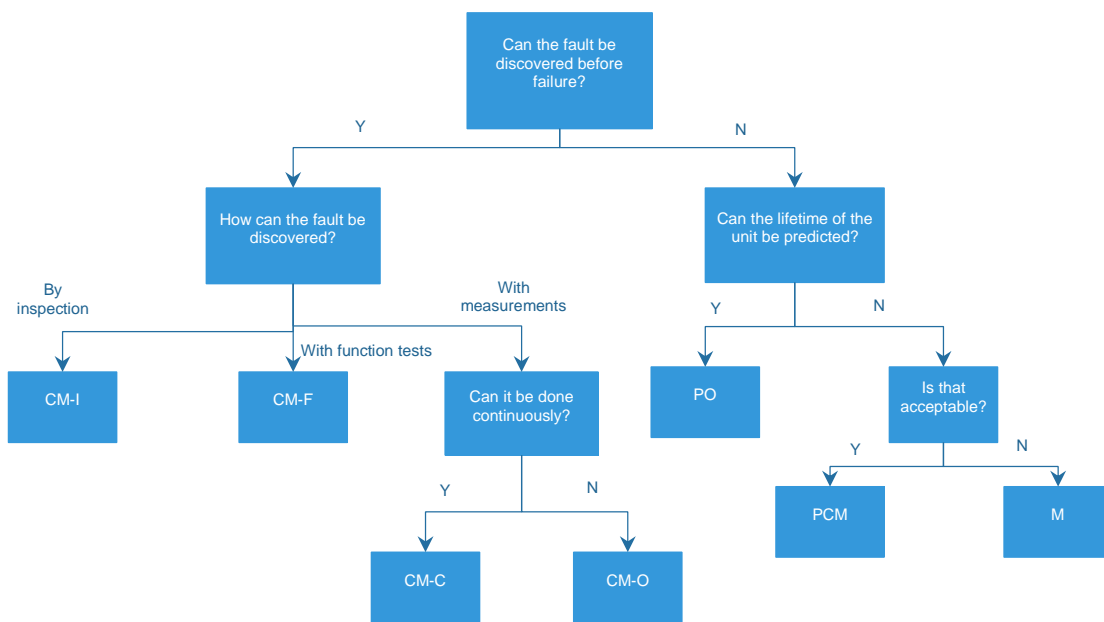 Can the fault be
discovered before
failure?
Y
N
How can the fault be
discovered?
Can the lifetime of the
unit be predicted?
By
inspection
With
measurements
With function tests
Y
N
CM-I
CM-F
Can it be done
continuously?
PO
Is that
acceptable?
Y
N
Y
N
PCM
M
CM-C
CM-O